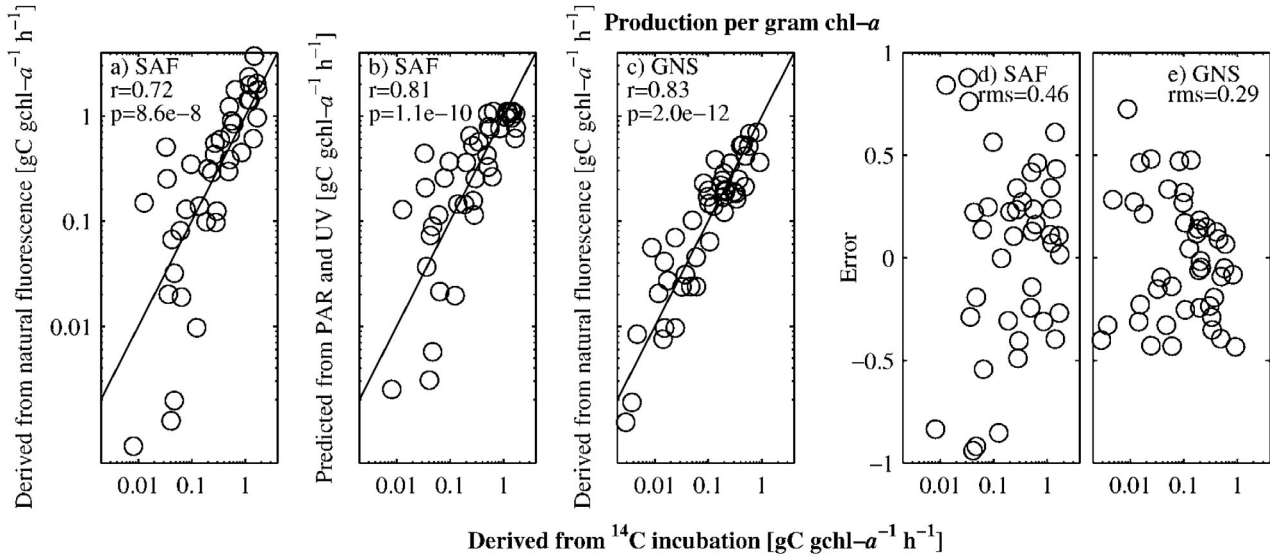 Production per gram chl–a
Derived from natural fluorescence [gC gchl–a⁻¹ h⁻¹]
a) SAF
r=0.72
p=8.6e−8
1
0.1
0.01
0.01 0.1 1
Predicted from PAR and UV [gC gchl–a⁻¹ h⁻¹]
b) SAF
r=0.81
p=1.1e−10
0.01 0.1 1
Derived from natural fluorescence [gC gchl–a⁻¹ h⁻¹]
c) GNS
r=0.83
p=2.0e−12
0.01 0.1 1
Error
1
0.5
0
−0.5
−1
d) SAF
rms=0.46
0.01 0.1 1
e) GNS
rms=0.29
0.01 0.1 1
Derived from ¹⁴C incubation [gC gchl–a⁻¹ h⁻¹]